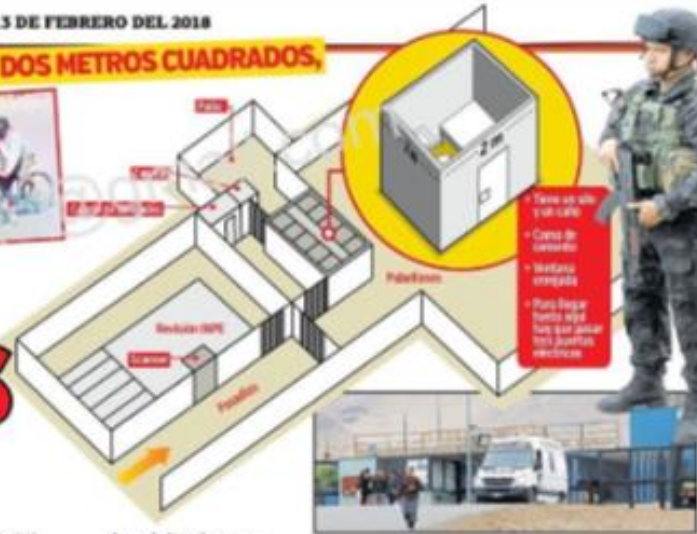 3 DE FEBRERO DEL 2018
DOS METROS CUADRADOS,
Patio
2 m
Pabellones
• Tiene un silo
y un caño
• Cama de
cemento
• Ventana
enrejada
• Para llegar
hasta aquí
hay que pasar
tres puertas
eléctricas
Revisión INPE
Scanner
Pasadizo